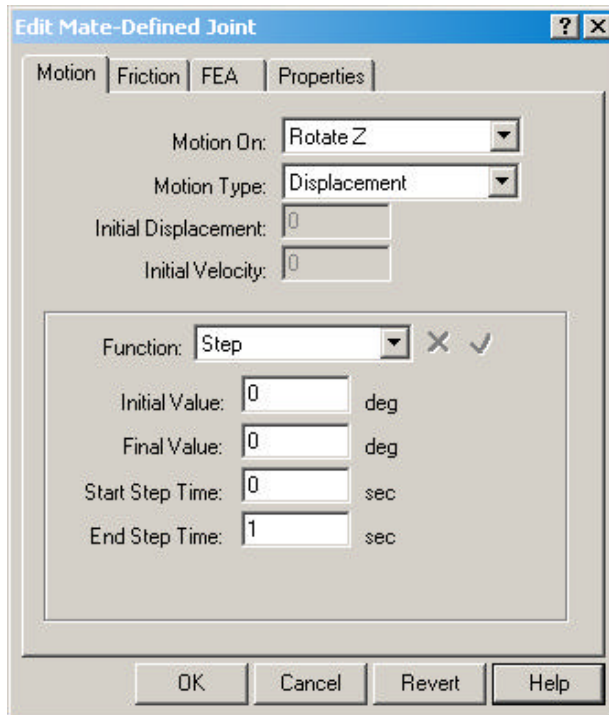 Edit Mate-Defined Joint ? X
Motion Friction FEA Properties
Motion On: Rotate Z
Motion Type: Displacement
Initial Displacement: 0
Initial Velocity: 0
Function: Step
Initial Value: 0 deg
Final Value: 0 deg
Start Step Time: 0 sec
End Step Time: 1 sec
OK Cancel Revert Help